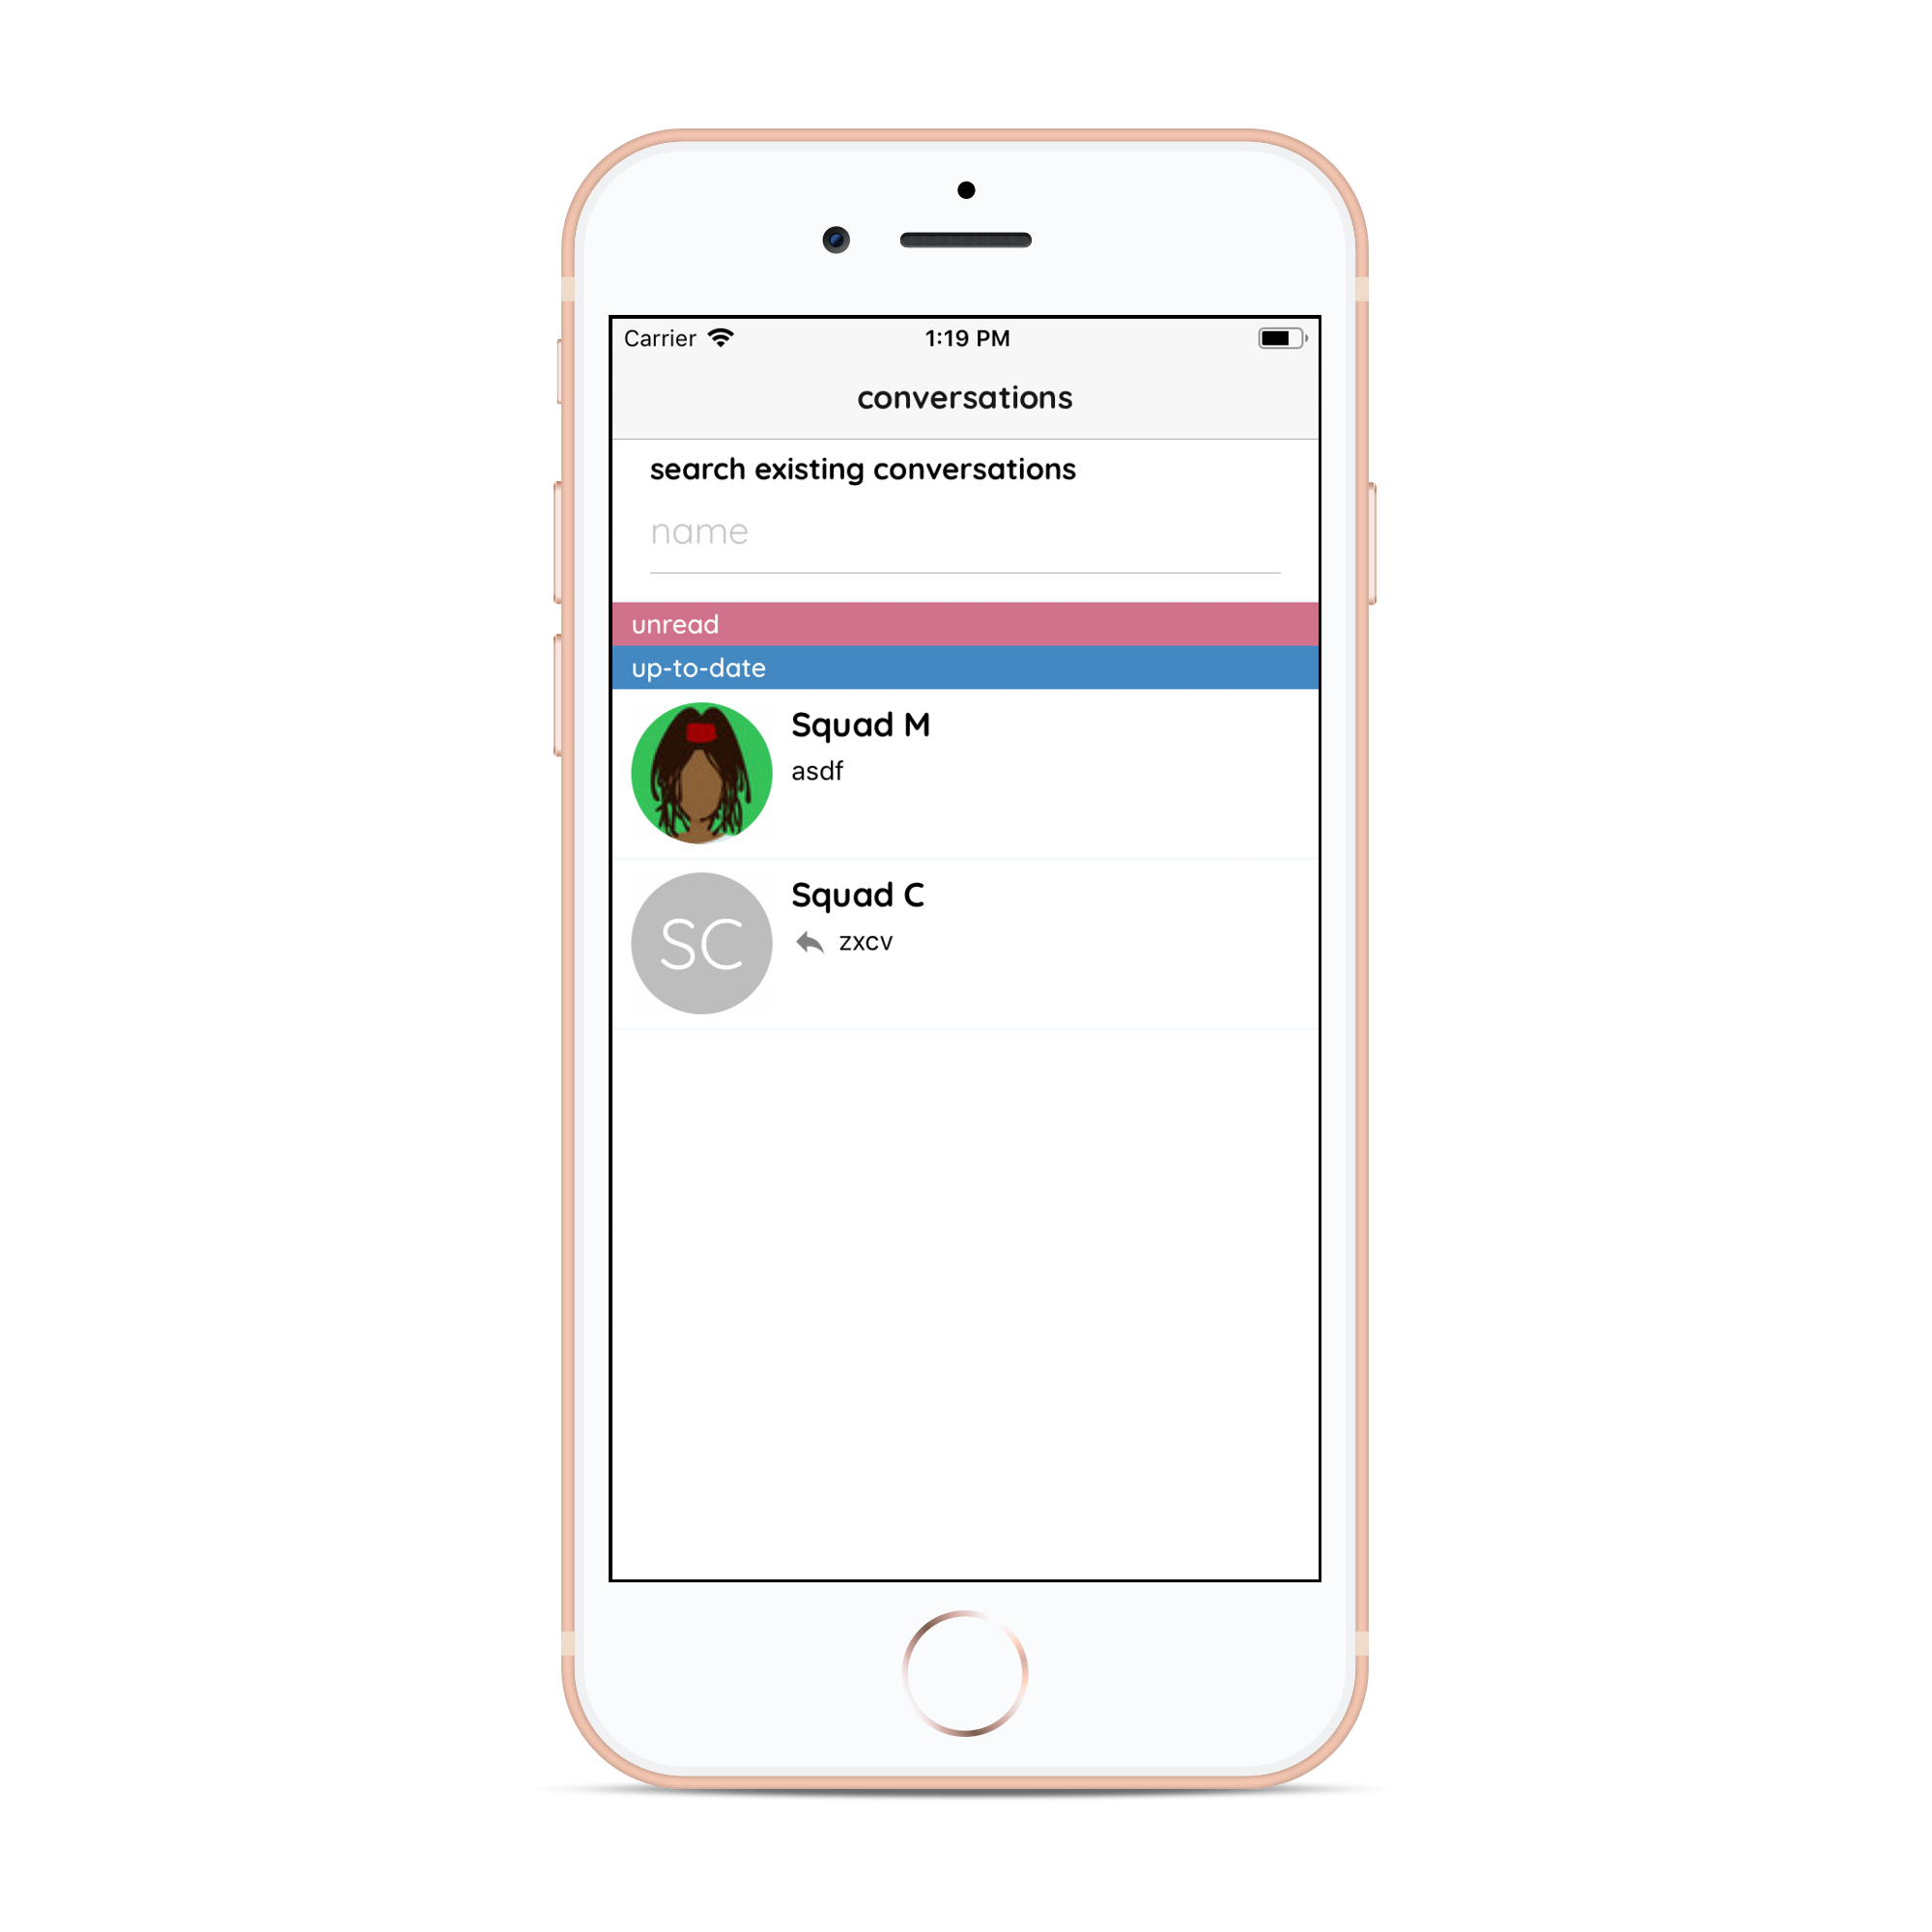 Carrier 1:19 PM
conversations
search existing conversations
name
unread
up-to-date
Squad M
asdf
SC
Squad C
zxcv